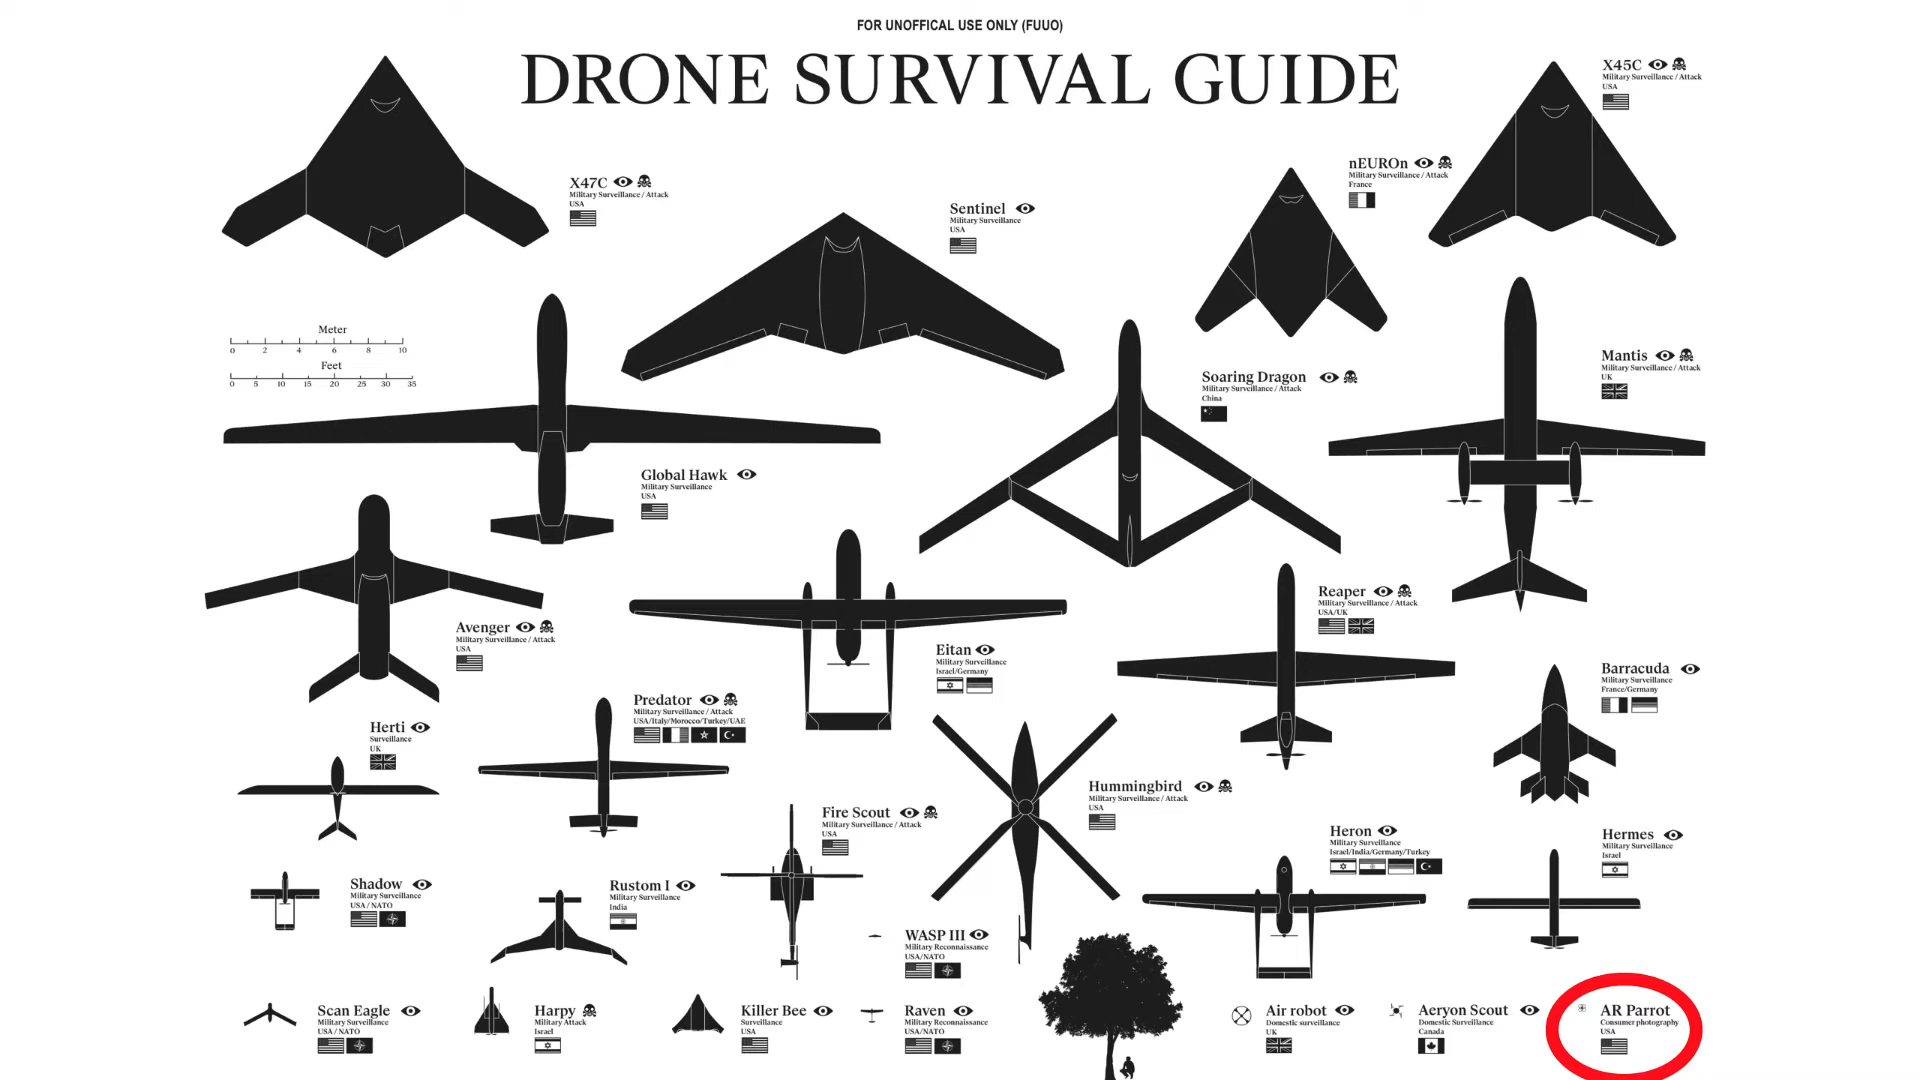 FOR UNOFFICAL USE ONLY (FUUO)
DRONE SURVIVAL GUIDE
X45C
Military Surveillance / Attack
USA
nEUROn
Military Surveillance / Attack
France
X47C
Military Surveillance / Attack
USA
Sentinel
Military Surveillance
USA
Meter
0 2 4 6 8 10
Feet
0 5 10 15 20 25 30 35
Mantis
Military Surveillance / Attack
UK
Soaring Dragon
Military Surveillance / Attack
China
Global Hawk
Military Surveillance
USA
Reaper
Military Surveillance / Attack
USA/UK
Avenger
Military Surveillance / Attack
USA
Eitan
Military Surveillance
Israel/Germany
Barracuda
Military Surveillance
France/Germany
Predator
Military Surveillance / Attack
USA/Italy/Morocco/Turkey/UAE
Herti
Surveillance
UK
Hummingbird
Military Surveillance / Attack
USA
Fire Scout
Military Surveillance / Attack
USA
Heron
Military Surveillance
Israel/India/Germany/Turkey
Hermes
Military Surveillance
Israel
Shadow
Military Surveillance
USA / NATO
Rustom I
Military Surveillance
India
WASP III
Military Reconnaissance
USA/NATO
Scan Eagle
Military Surveillance
USA / NATO
Harpy
Military Attack
Israel
Killer Bee
Surveillance
USA
Raven
Military Reconnaissance
USA/NATO
Air robot
Domestic surveillance
UK
Aeryon Scout
Domestic Surveillance
Canada
AR Parrot
Consumer photography
USA